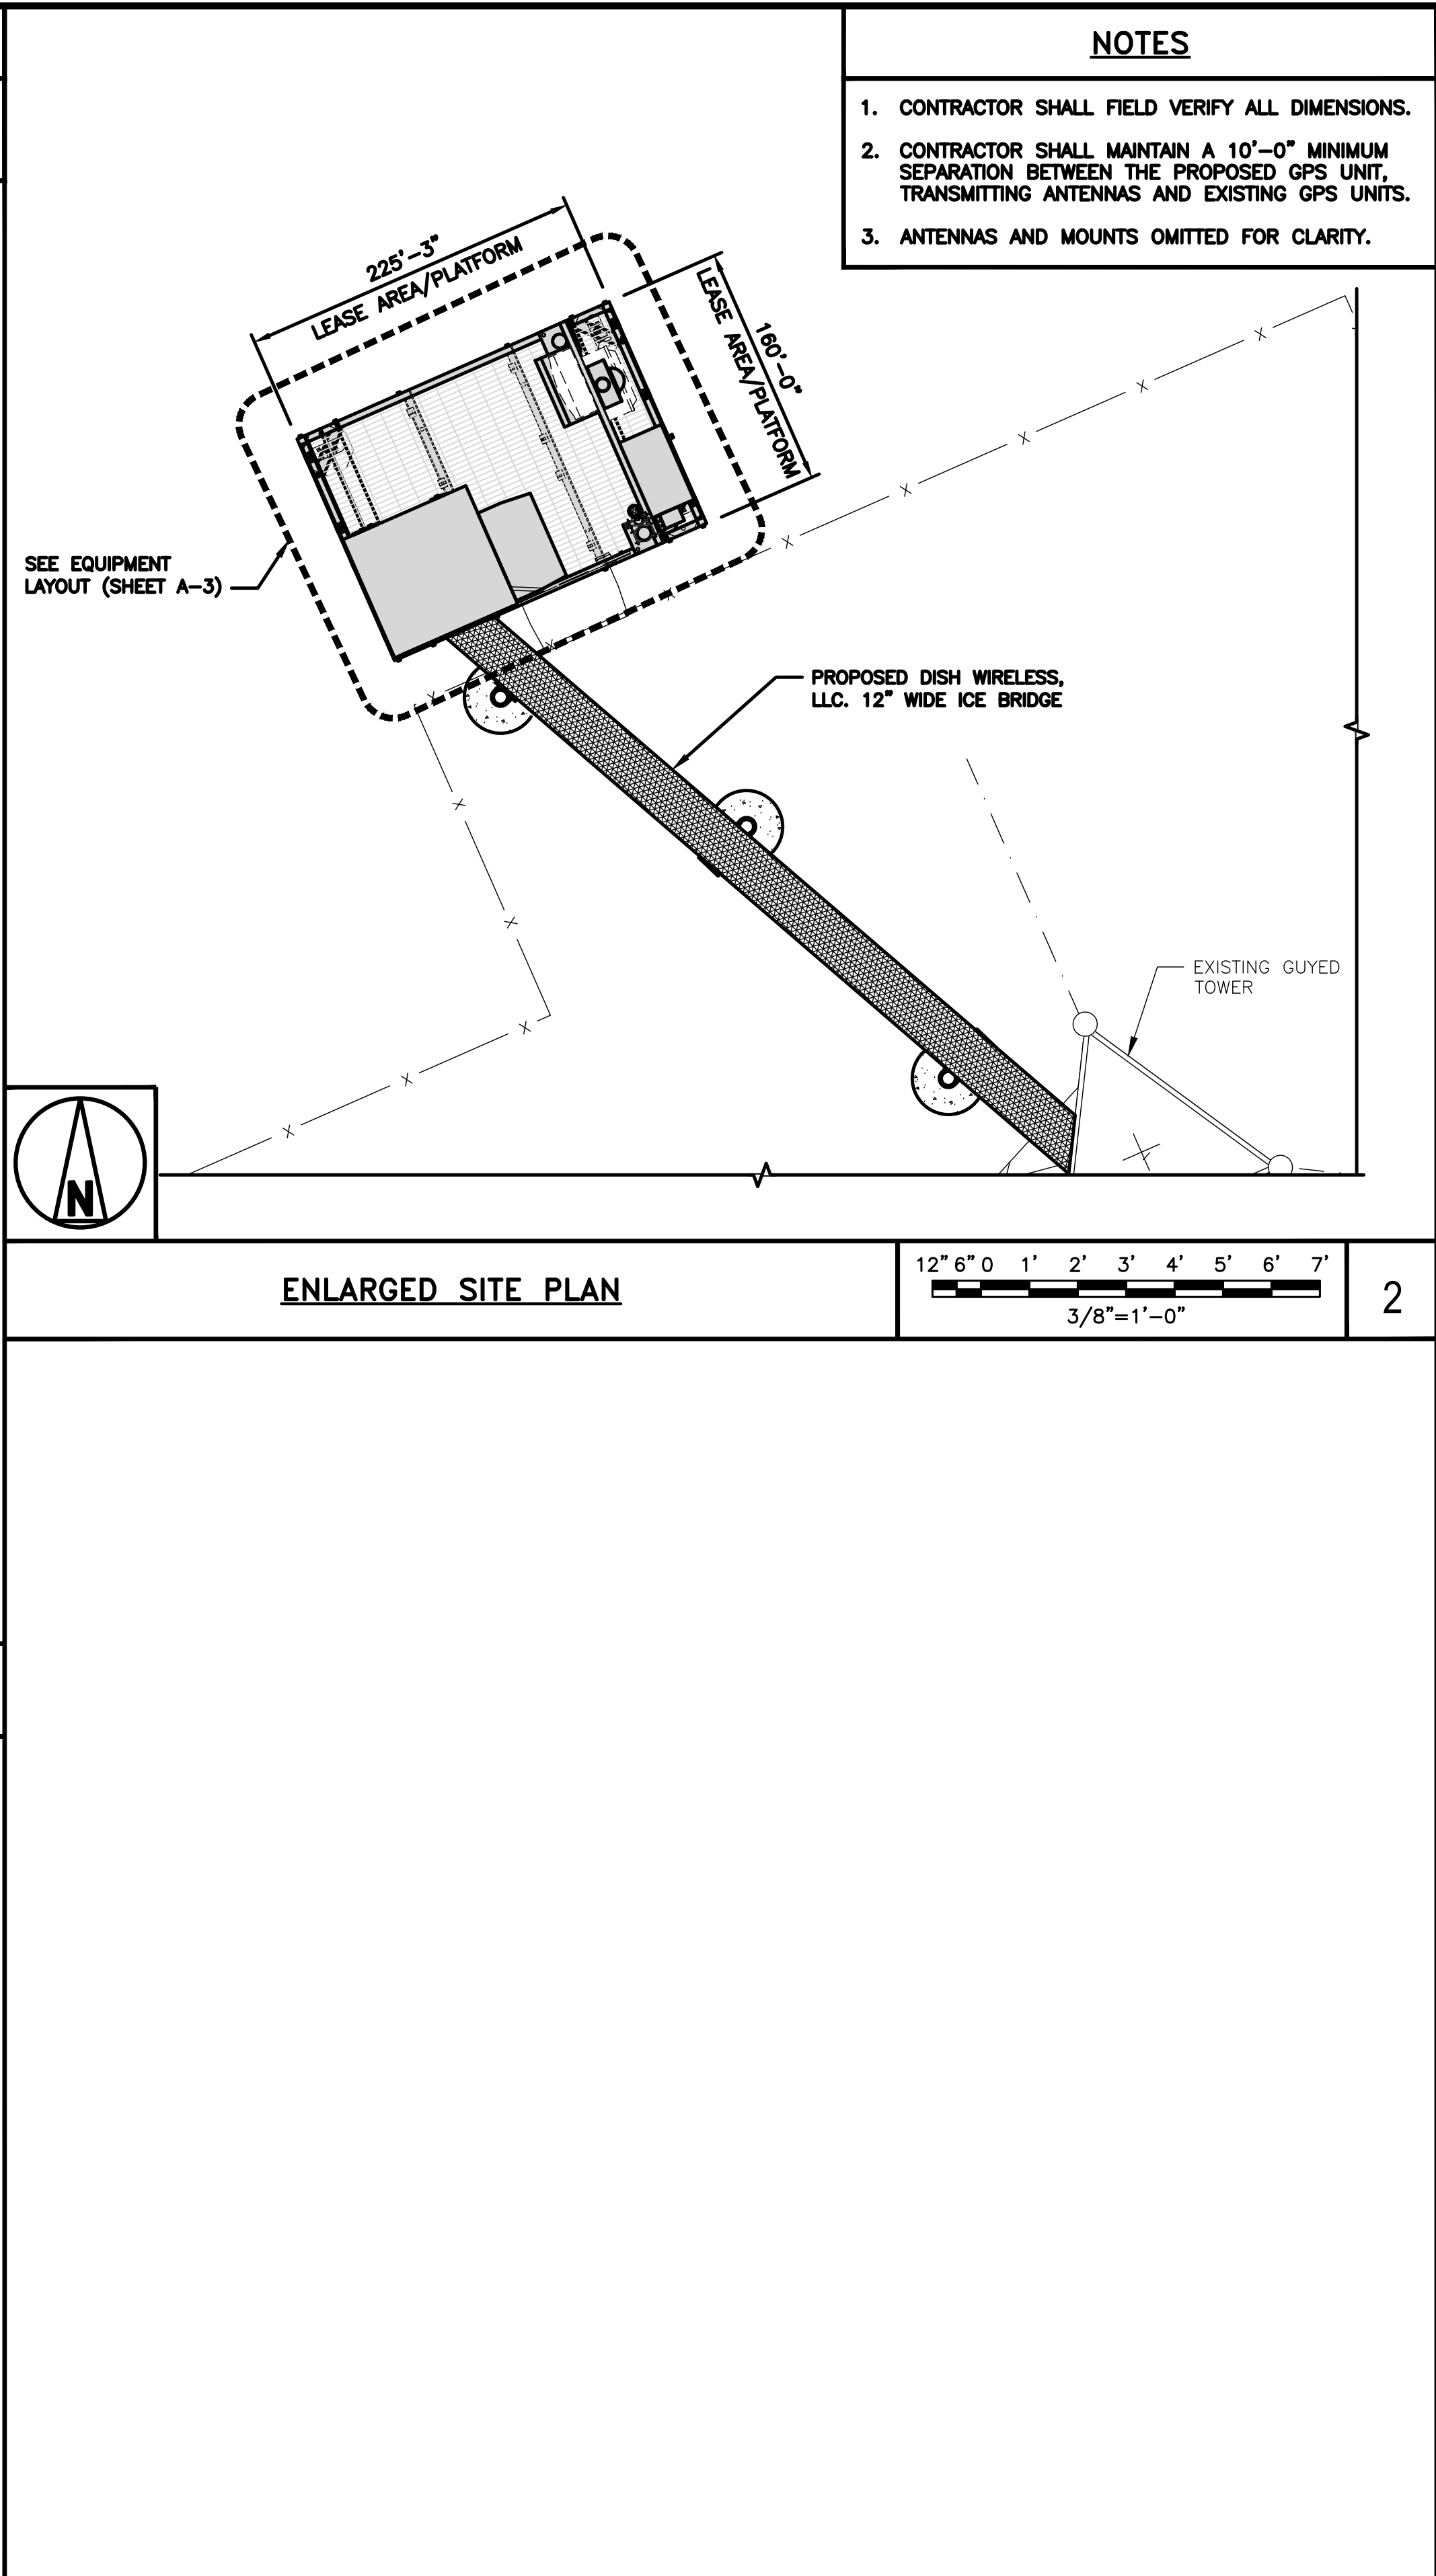 NOTES
1. CONTRACTOR SHALL FIELD VERIFY ALL DIMENSIONS.
2. CONTRACTOR SHALL MAINTAIN A 10'-0" MINIMUM
SEPARATION BETWEEN THE PROPOSED GPS UNIT,
TRANSMITTING ANTENNAS AND EXISTING GPS UNITS.
3. ANTENNAS AND MOUNTS OMITTED FOR CLARITY.
225'-3"
LEASE AREA/PLATFORM
160'-0"
LEASE AREA/PLATFORM
SEE EQUIPMENT
LAYOUT (SHEET A-3)
PROPOSED DISH WIRELESS,
LLC. 12" WIDE ICE BRIDGE
EXISTING GUYED
TOWER
N
ENLARGED SITE PLAN
12" 6" 0 1' 2' 3' 4' 5' 6' 7'
3/8"=1'-0"
2